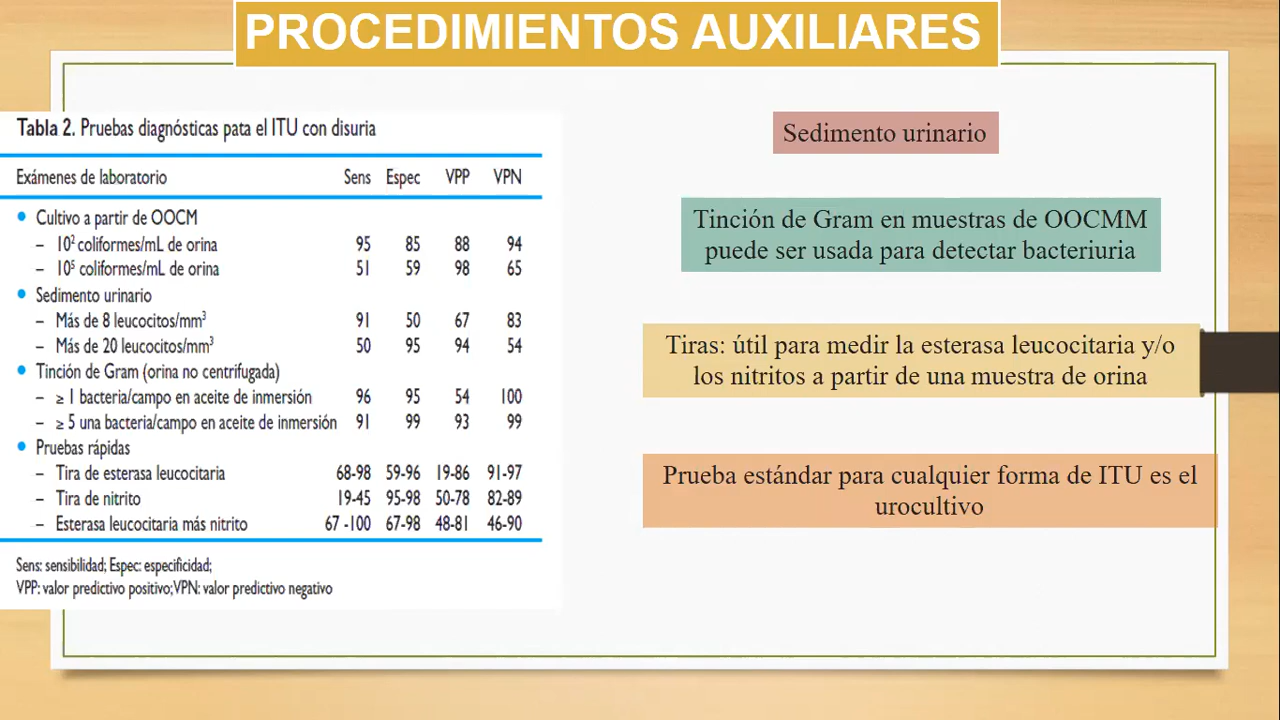 PROCEDIMIENTOS AUXILIARES
Tabla 2. Pruebas diagnósticas pata el ITU con disuria
Exámenes de laboratorio Sens Espec VPP VPN
• Cultivo a partir de OOCM
– 10² coliformes/mL de orina 95 85 88 94
– 10⁵ coliformes/mL de orina 51 59 98 65
• Sedimento urinario
– Más de 8 leucocitos/mm³ 91 50 67 83
– Más de 20 leucocitos/mm³ 50 95 94 54
• Tinción de Gram (orina no centrifugada)
– ≥ 1 bacteria/campo en aceite de inmersión 96 95 54 100
– ≥ 5 una bacteria/campo en aceite de inmersión 91 99 93 99
• Pruebas rápidas
– Tira de esterasa leucocitaria 68-98 59-96 19-86 91-97
– Tira de nitrito 19-45 95-98 50-78 82-89
– Esterasa leucocitaria más nitrito 67 -100 67-98 48-81 46-90
Sens: sensibilidad; Espec: especificidad;
VPP: valor predictivo positivo; VPN: valor predictivo negativo
Sedimento urinario
Tinción de Gram en muestras de OOCMM
puede ser usada para detectar bacteriuria
Tiras: útil para medir la esterasa leucocitaria y/o
los nitritos a partir de una muestra de orina
Prueba estándar para cualquier forma de ITU es el
urocultivo